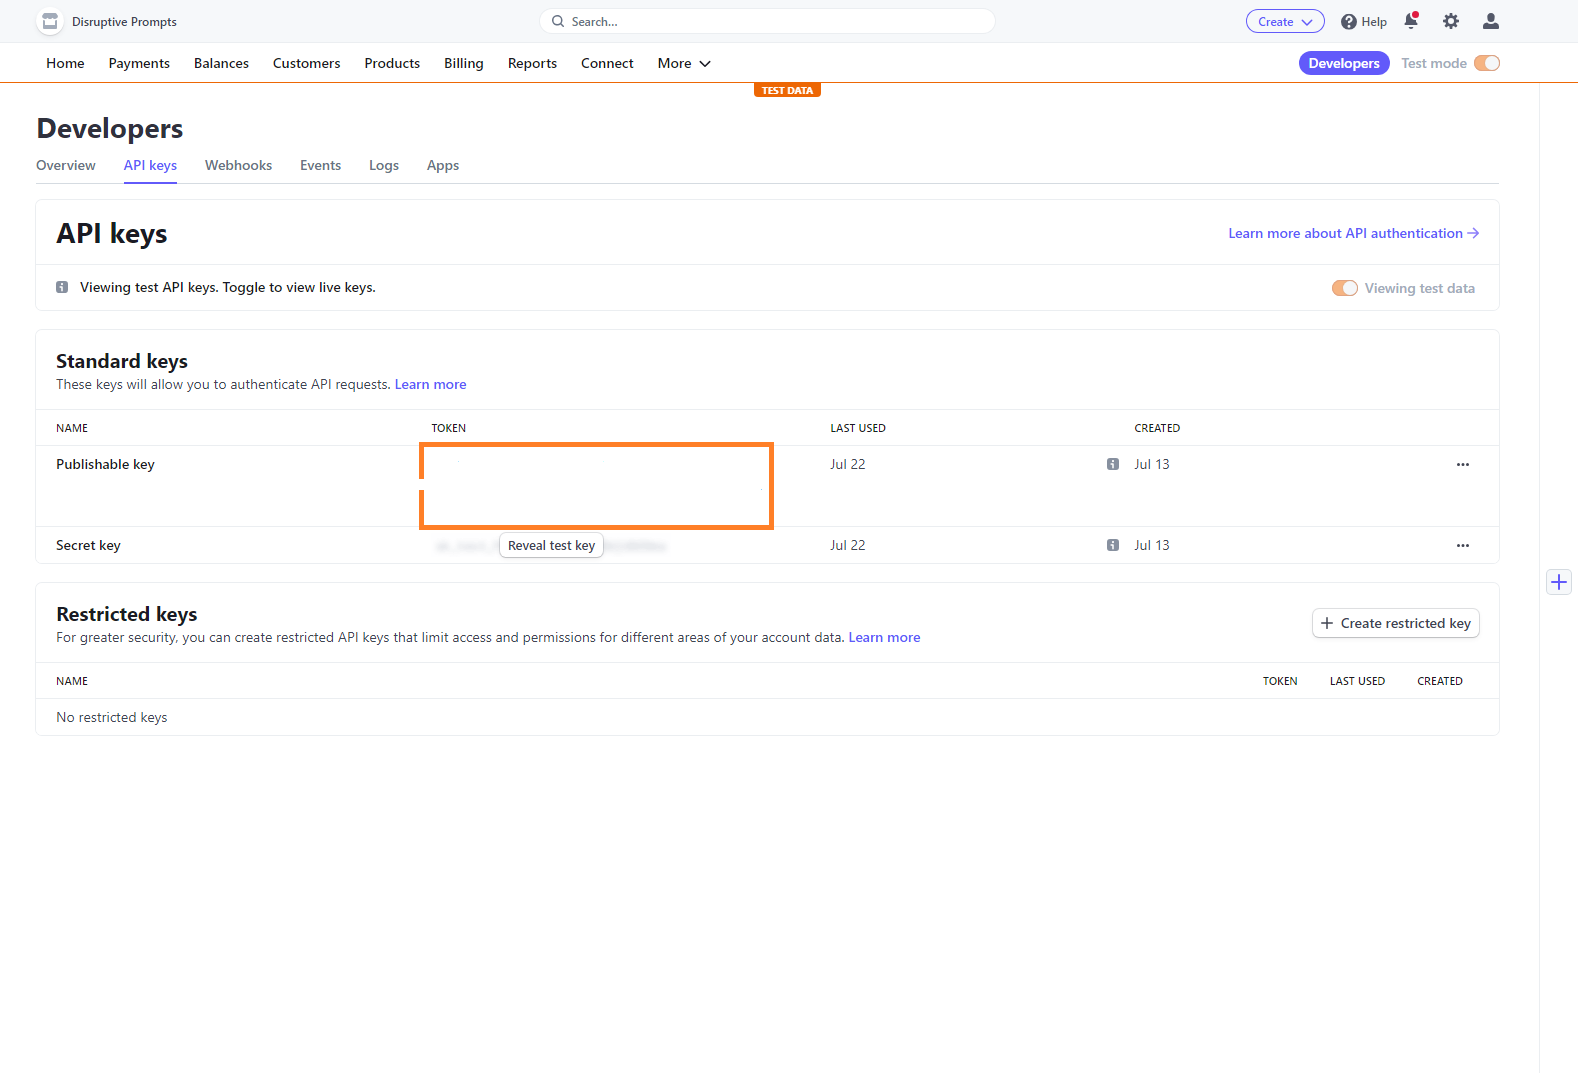 Disruptive Prompts
Search...
Create
Help
Home Payments Balances Customers Products Billing Reports Connect More
Developers Test mode
TEST DATA
Developers
Overview API keys Webhooks Events Logs Apps
API keys
Learn more about API authentication
Viewing test API keys. Toggle to view live keys.
Viewing test data
Standard keys
These keys will allow you to authenticate API requests. Learn more
NAME TOKEN LAST USED CREATED
Publishable key Jul 22 Jul 13
Secret key Reveal test key Jul 22 Jul 13
Restricted keys
For greater security, you can create restricted API keys that limit access and permissions for different areas of your account data. Learn more
Create restricted key
NAME TOKEN LAST USED CREATED
No restricted keys